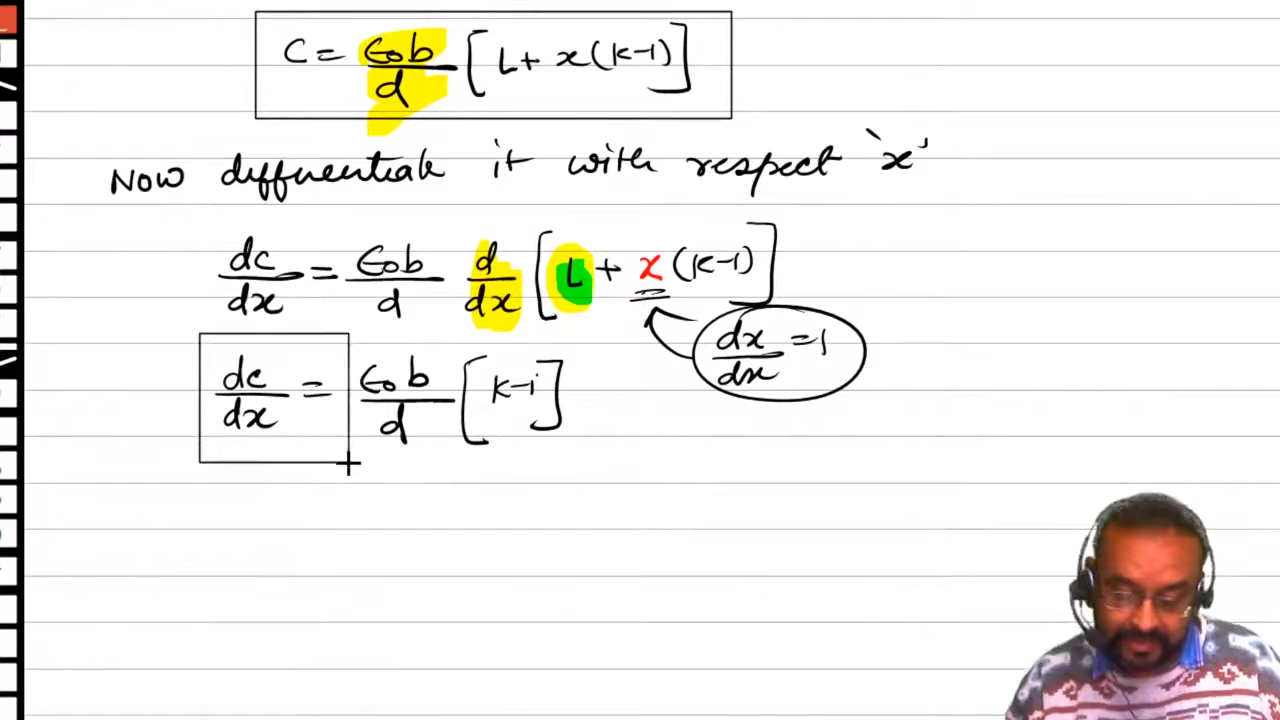 C = ε₀b/d [L + x(K-1)]
Now differentiate it with respect 'x'
dc/dx = ε₀b/d d/dx [L + x(K-1)]
dx/dx = 1
dc/dx = ε₀b/d [K-1]